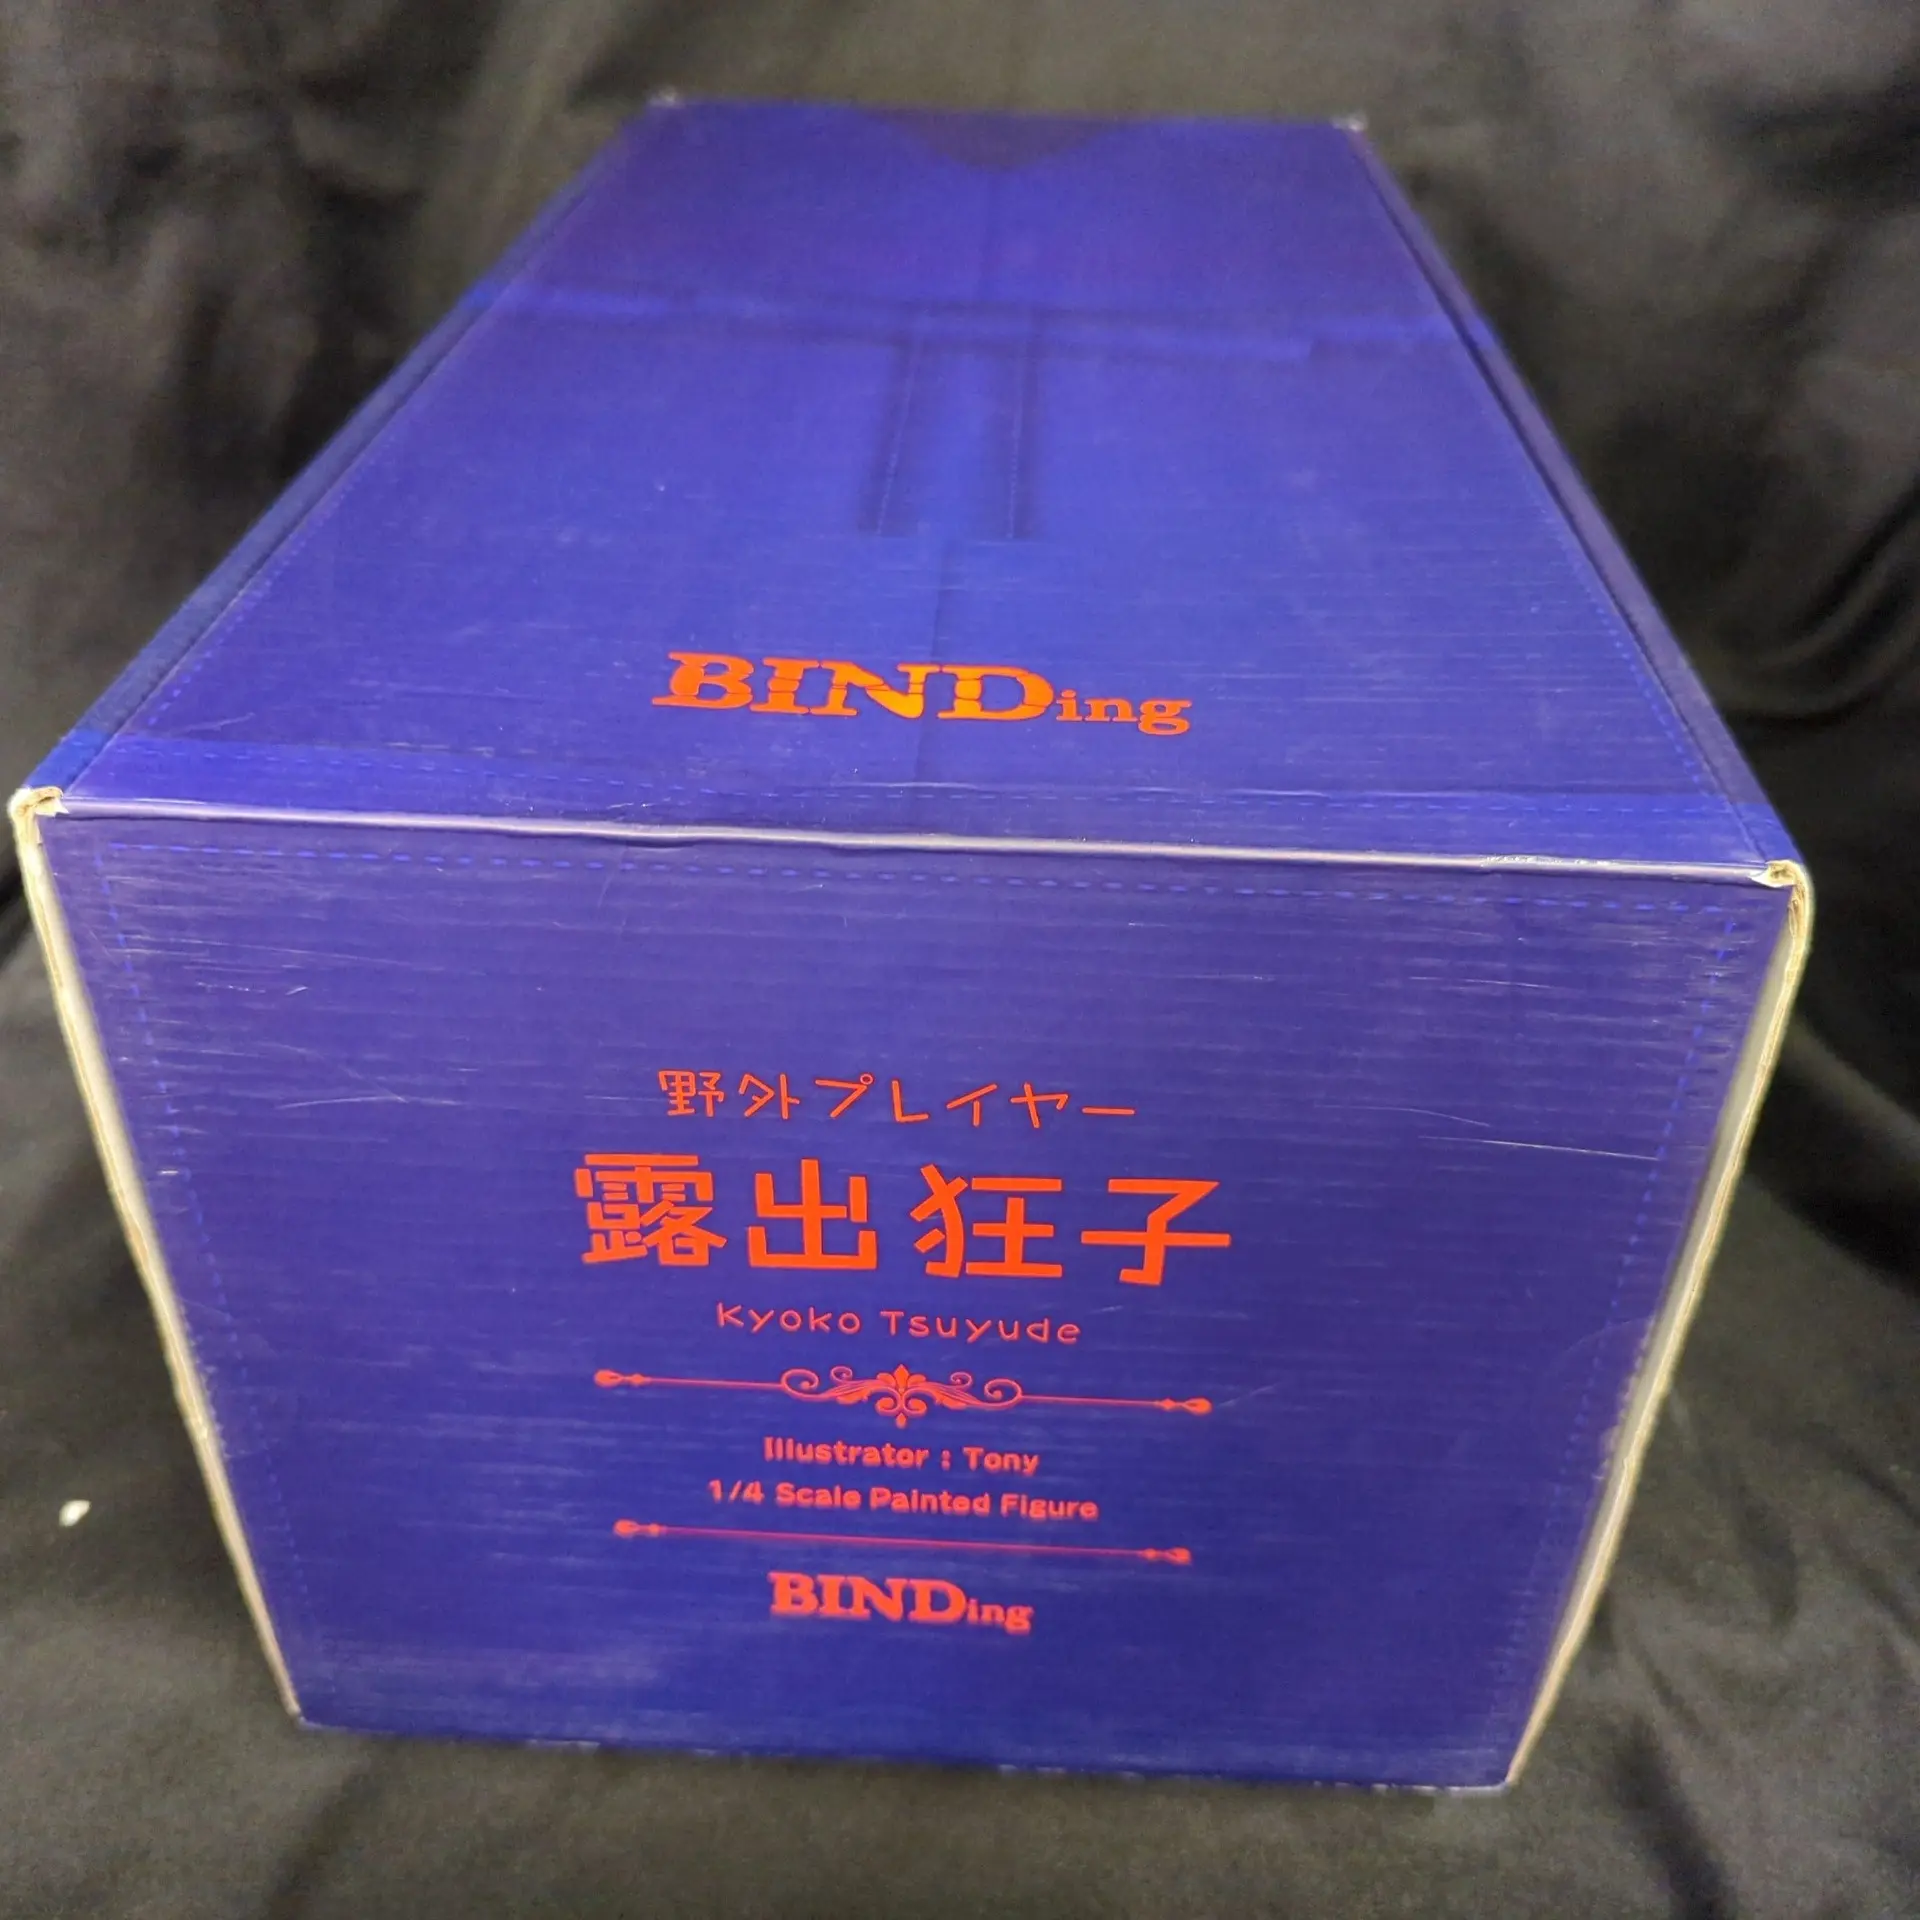 BINDing
野外プレイヤー
露出狂子
Kyoko Tsuyude
Illustrator : Tony
1/4 Scale Painted Figure
BINDing